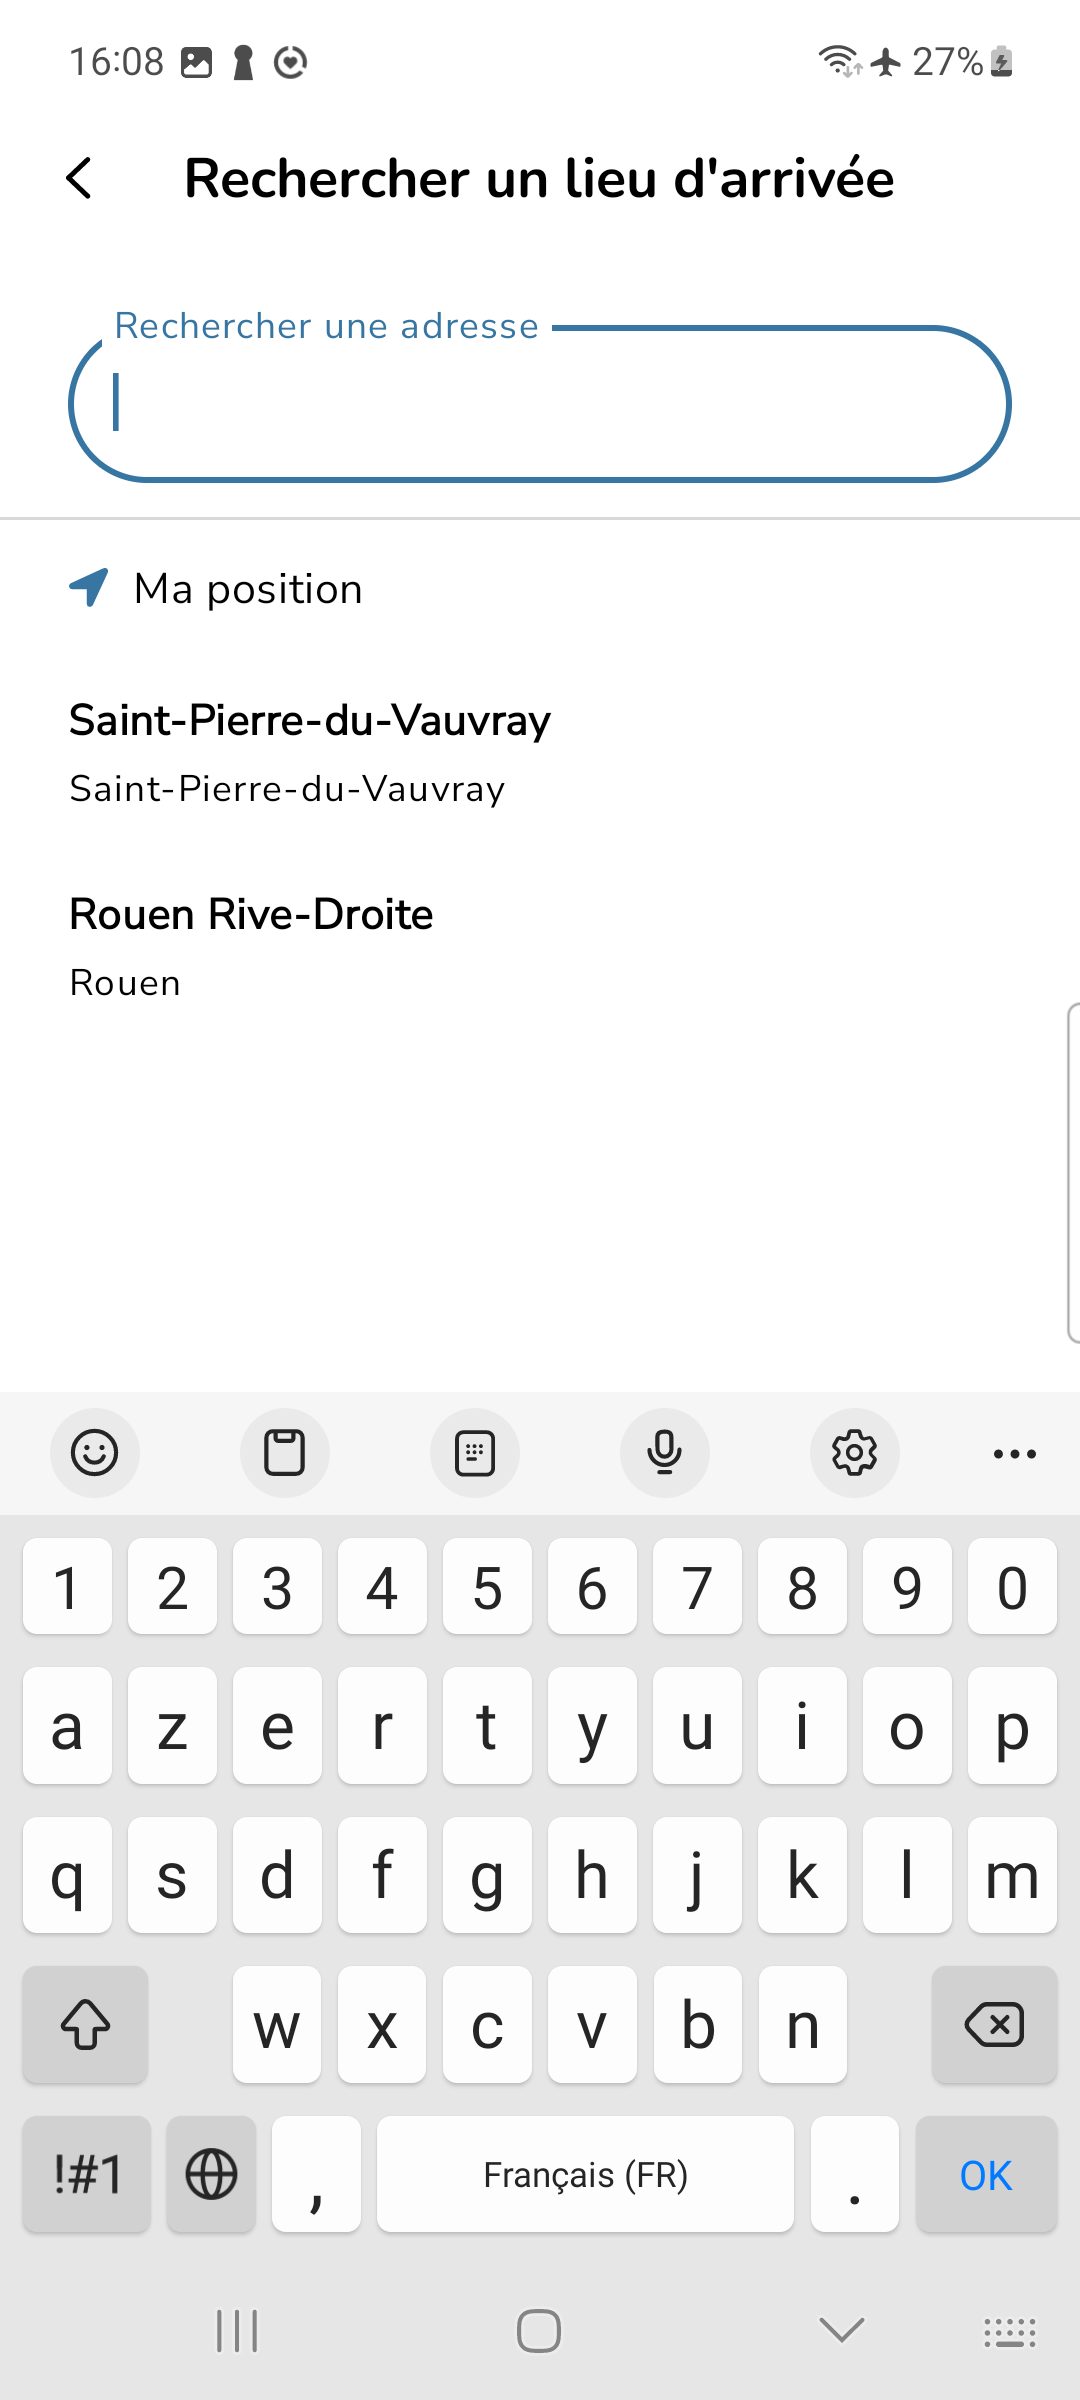 16:08 27%
Rechercher un lieu d'arrivée
Rechercher une adresse
Ma position
Saint-Pierre-du-Vauvray
Saint-Pierre-du-Vauvray
Rouen Rive-Droite
Rouen
1 2 3 4 5 6 7 8 9 0
a z e r t y u i o p
q s d f g h j k l m
w x c v b n
!#1 , Français (FR) . OK